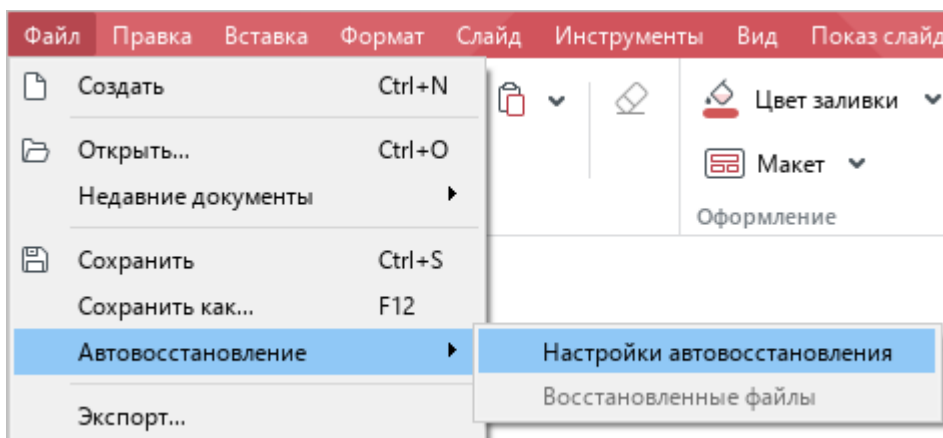 Файл Правка Вставка Формат Слайд Инструменты Вид Показ слайд
Создать Ctrl+N
Цвет заливки
Открыть... Ctrl+O
Макет
Недавние документы
Оформление
Сохранить Ctrl+S
Сохранить как... F12
Автовосстановление
Настройки автовосстановления
Восстановленные файлы
Экспорт...